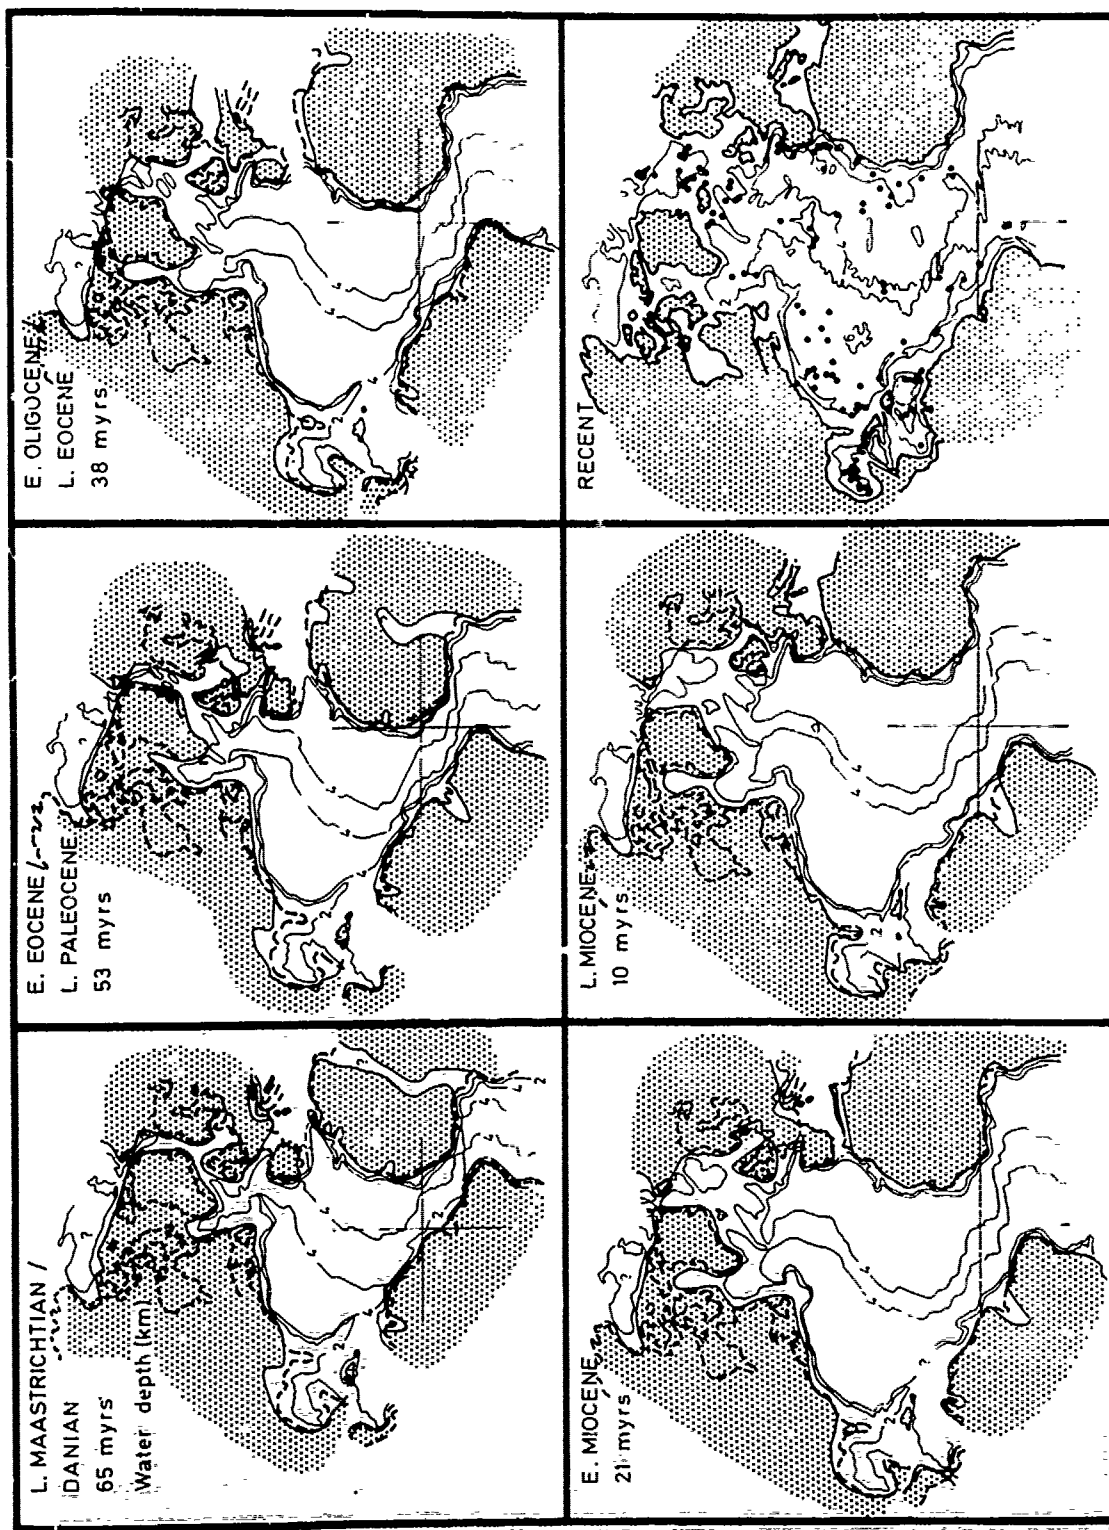 L. MAASTRICHTIAN /
DANIAN
65 myrs
Water depth (km)
E. EOCENE /
L. PALEOCENE
53 myrs
E. OLIGOCENE /
L. EOCENE
38 myrs
E. MIOCENE
21 myrs
L. MIOCENE
10 myrs
RECENT